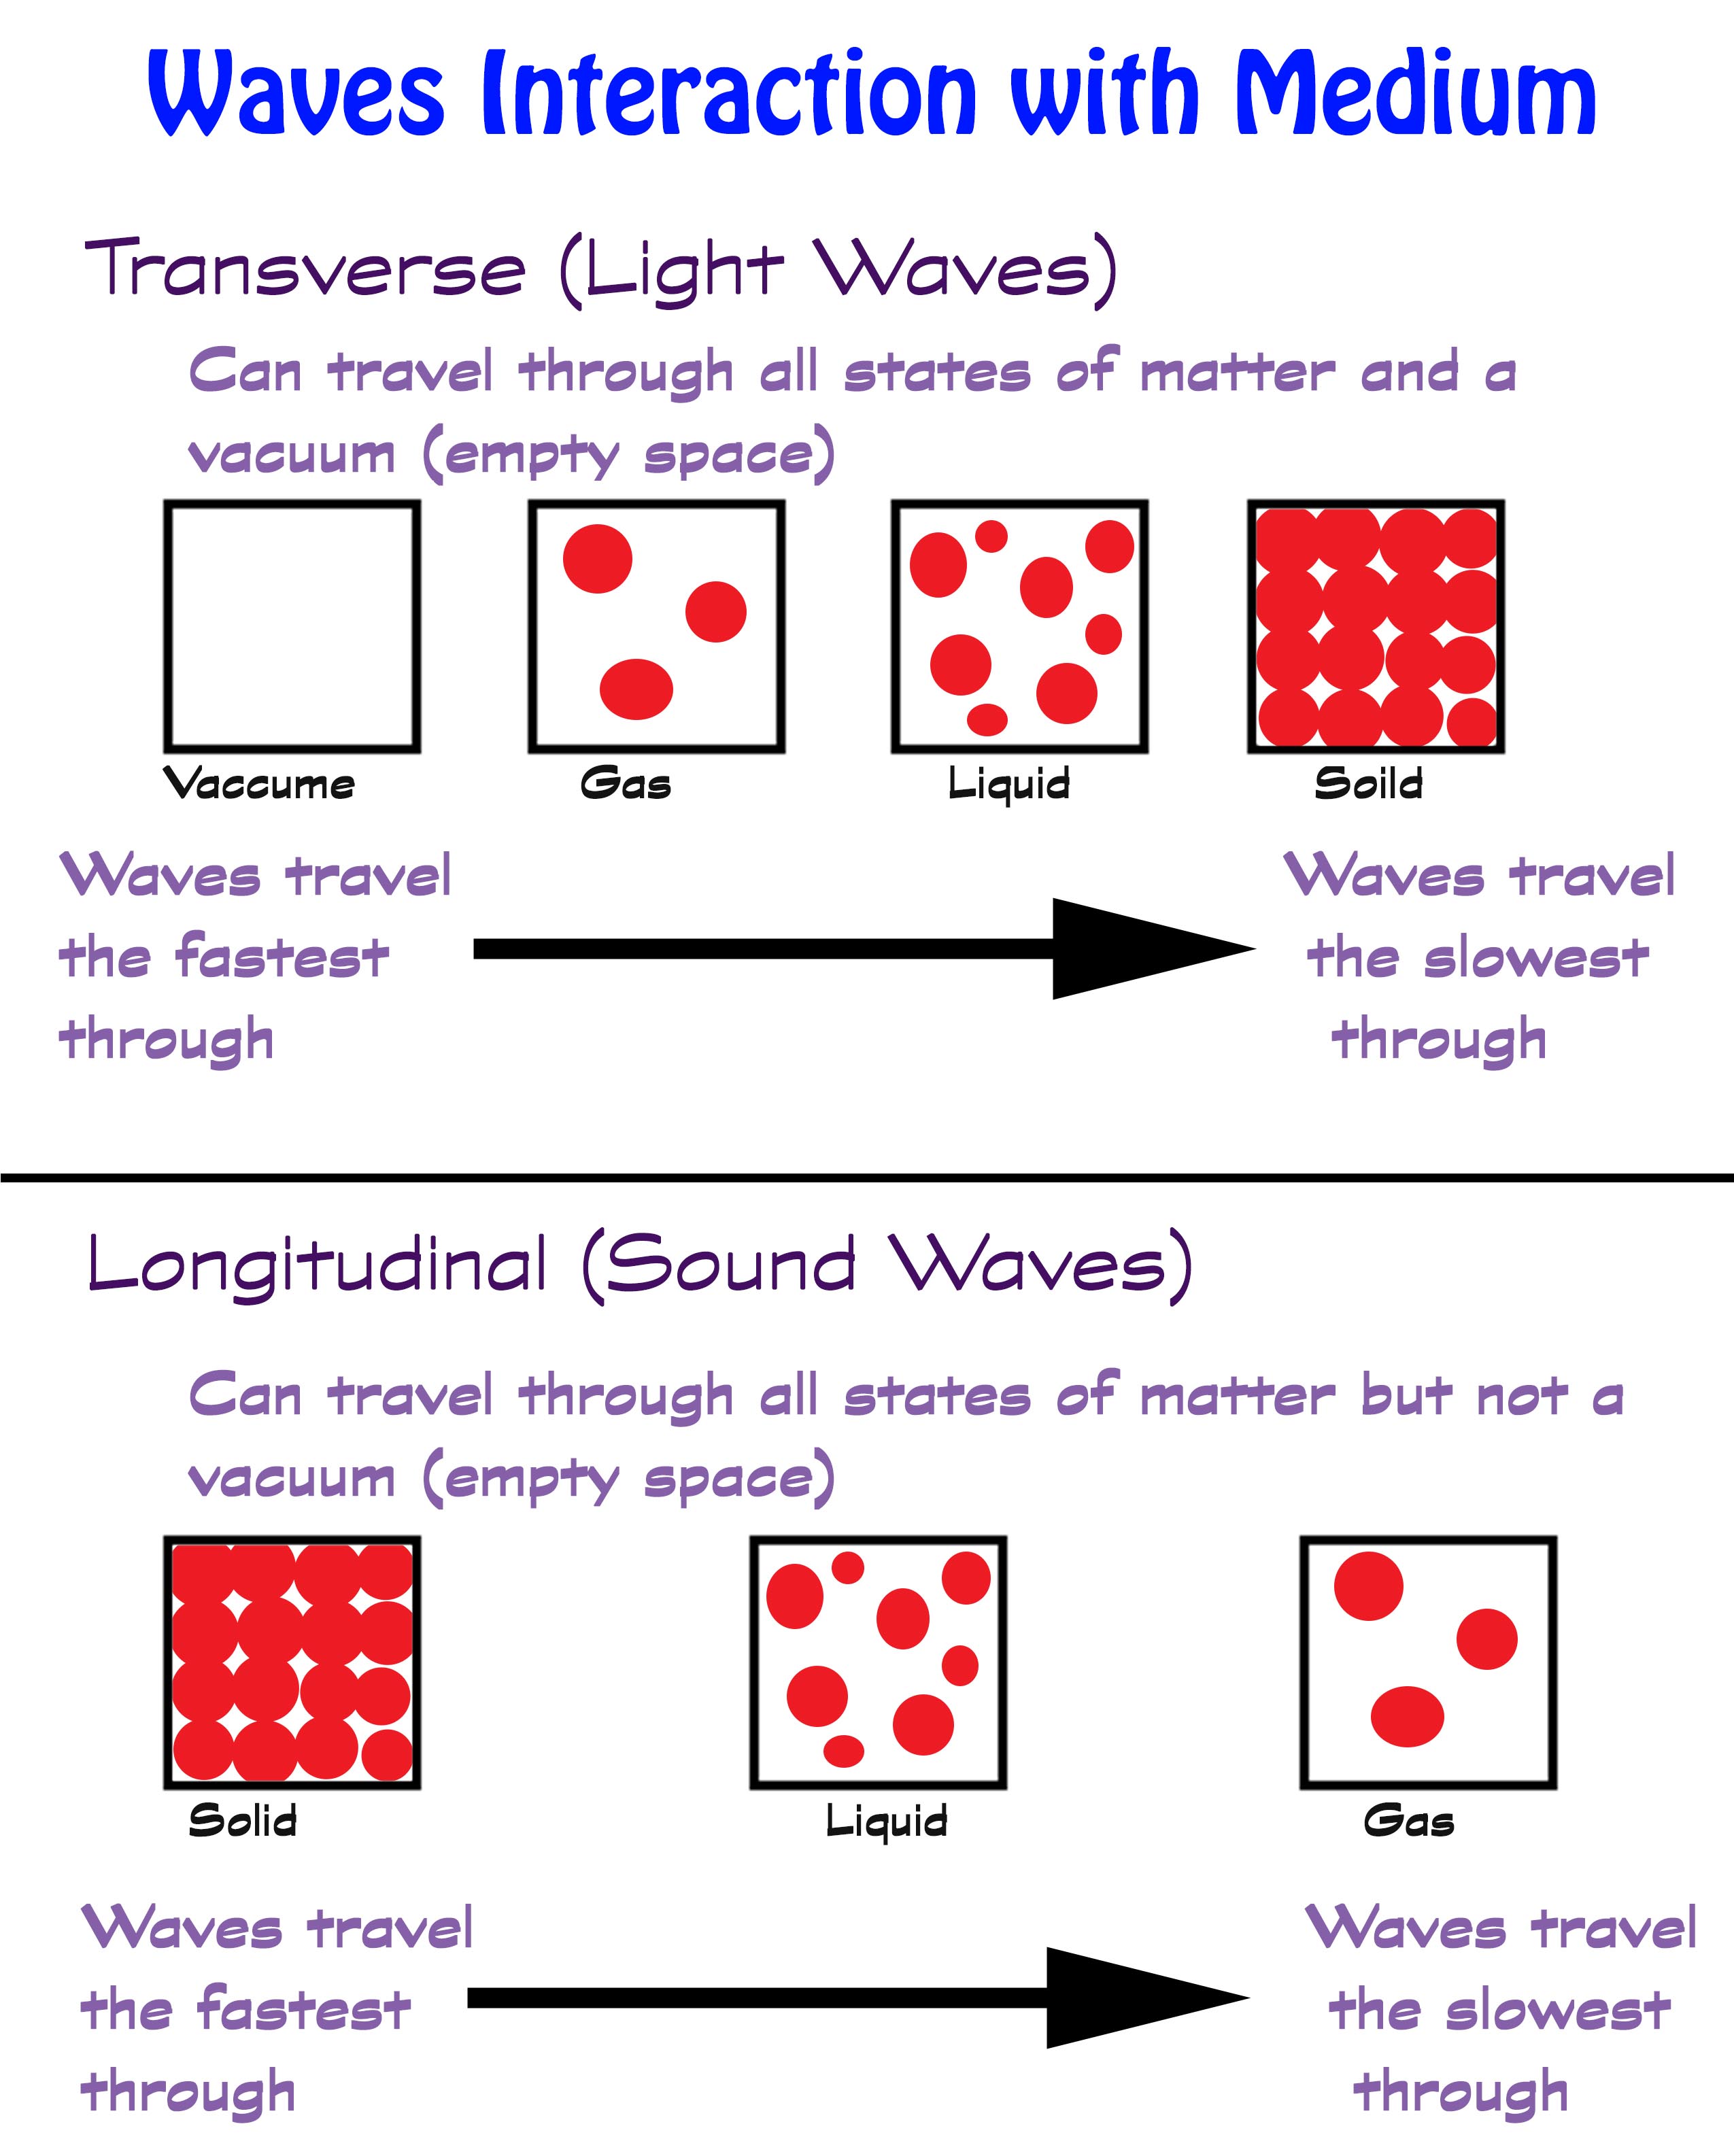 Waves Interaction with Medium
Transverse (Light Waves)
Can travel through all states of matter and a
vacuum (empty space)
Vaccume
Gas
Liquid
Soild
Waves travel
the fastest
through
Waves travel
the slowest
through
Longitudinal (Sound Waves)
Can travel through all states of matter but not a
vacuum (empty space)
Solid
Liquid
Gas
Waves travel
the fastest
through
Waves travel
the slowest
through